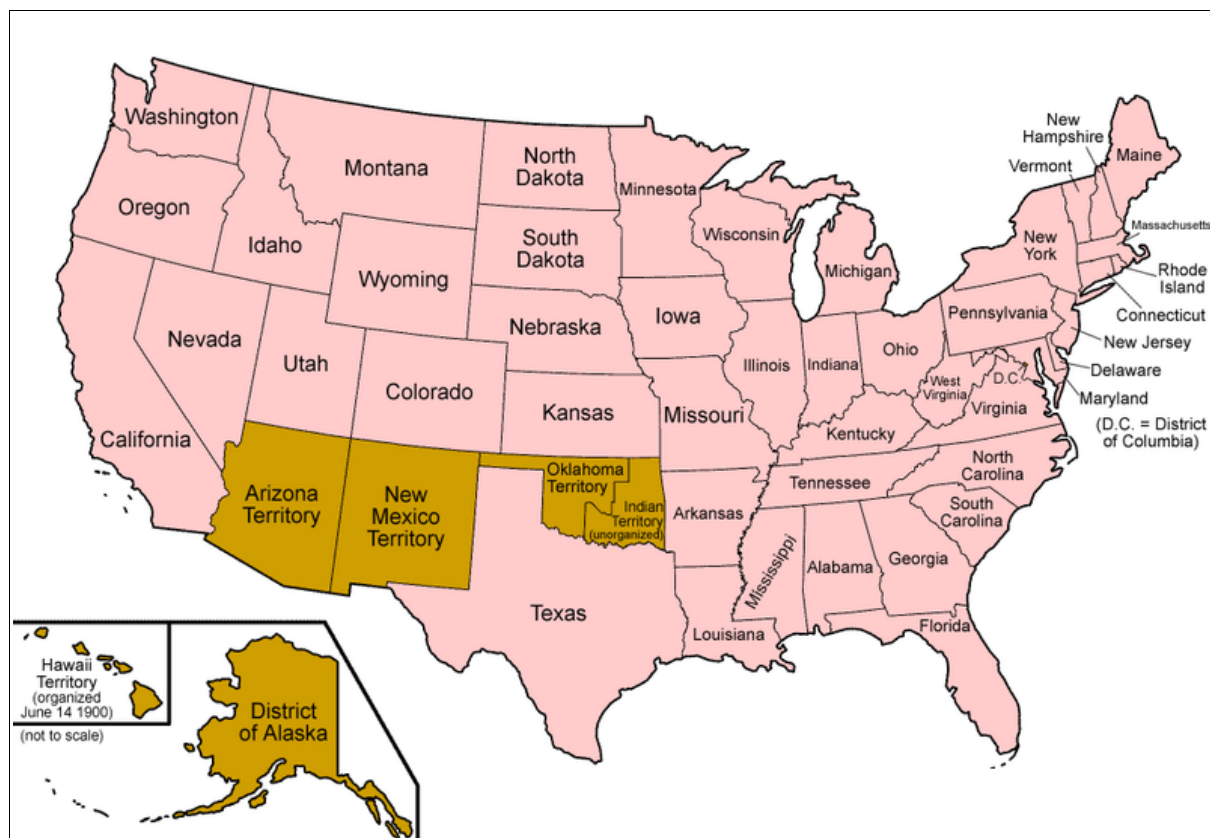 Washington
Montana
North
Dakota
Minnesota
New
Hampshire
Vermont
Maine
Oregon
Idaho
Wyoming
South
Dakota
Wisconsin
Michigan
New
York
Massachusetts
Rhode
Island
Connecticut
Nevada
Utah
Colorado
Nebraska
Iowa
Illinois
Indiana
Ohio
Pennsylvania
New Jersey
Delaware
Maryland
(D.C. = District
of Columbia)
West
Virginia
D.C.
Virginia
California
Kansas
Missouri
Kentucky
Arizona
Territory
New
Mexico
Territory
Oklahoma
Territory
Indian
Territory
(unorganized)
Arkansas
Tennessee
North
Carolina
South
Carolina
Texas
Louisiana
Mississippi
Alabama
Georgia
Florida
Hawaii
Territory
(organized
June 14 1900)
(not to scale)
District
of Alaska